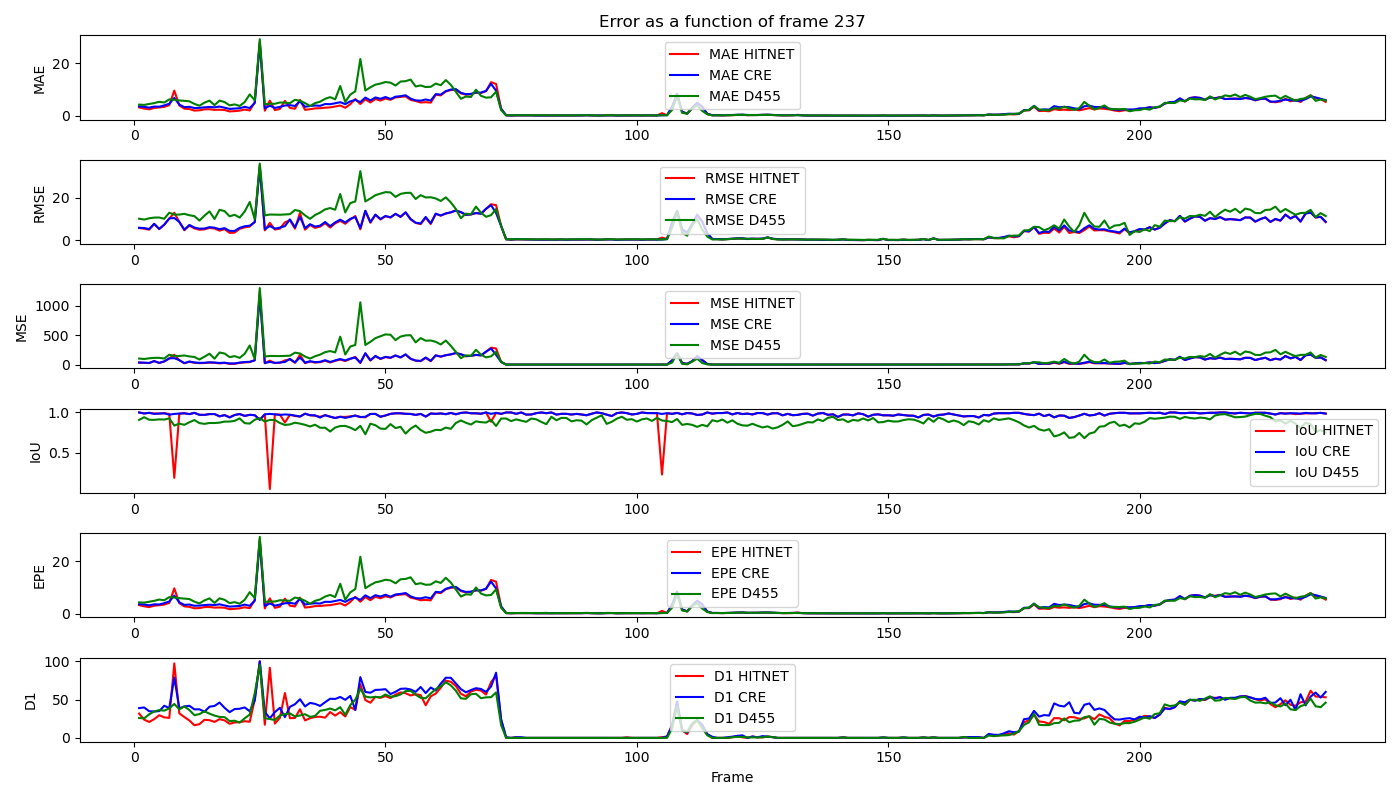 Error as a function of frame 237
MAE
20
0
MAE HITNET
MAE CRE
MAE D455
0 50 100 150 200
RMSE
20
0
RMSE HITNET
RMSE CRE
RMSE D455
0 50 100 150 200
MSE
1000
500
0
MSE HITNET
MSE CRE
MSE D455
0 50 100 150 200
IoU
1.0
0.5
IoU HITNET
IoU CRE
IoU D455
0 50 100 150 200
EPE
20
0
EPE HITNET
EPE CRE
EPE D455
0 50 100 150 200
D1
100
50
0
D1 HITNET
D1 CRE
D1 D455
0 50 100 150 200
Frame